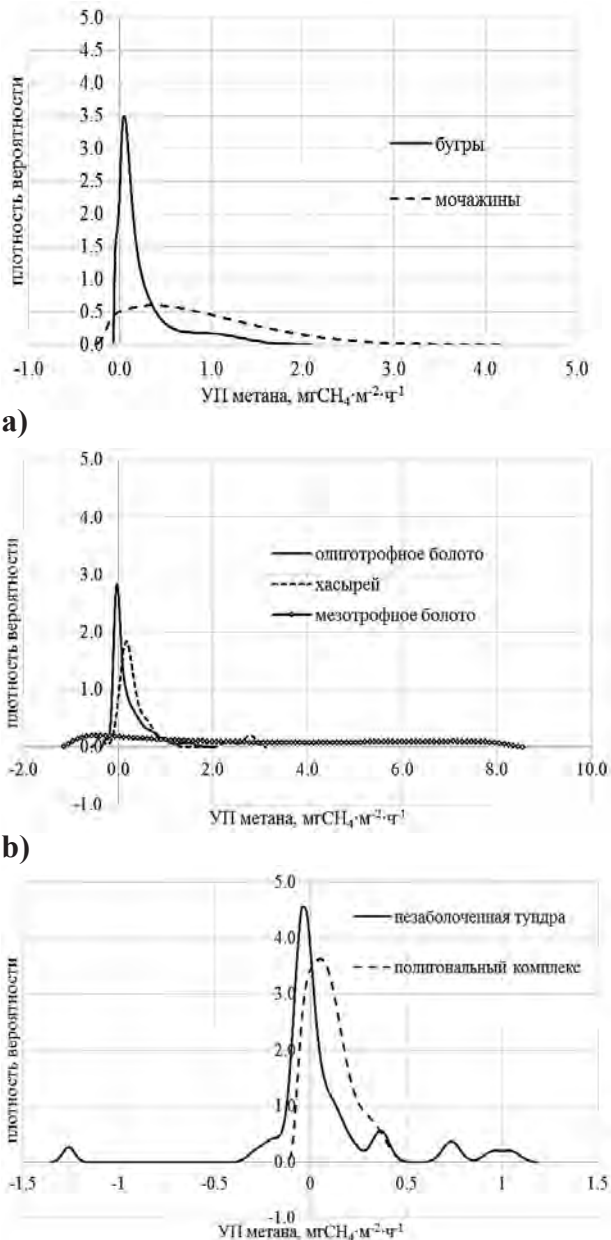 5.0
4.5
4.0
3.5
3.0
2.5
2.0
1.5
1.0
0.5
0.0
плотность вероятности
бугры
мочажины
-1.0 0.0 1.0 2.0 3.0 4.0 5.0
УП метана, мгCH₄·м⁻²·ч⁻¹
a)
5.0
4.0
3.0
2.0
1.0
0.0
-1.0
плотность вероятности
олиготрофное болото
хасырей
мезотрофное болото
-2.0 0.0 2.0 4.0 6.0 8.0 10.0
УП метана, мгCH₄·м⁻²·ч⁻¹
b)
5.0
4.0
3.0
2.0
1.0
0.0
-1.0
плотность вероятности
незаболоченная тундра
полигональный комплекс
-1.5 -1 -0.5 0 0.5 1 1.5
УП метана, мгCH₄·м⁻²·ч⁻¹